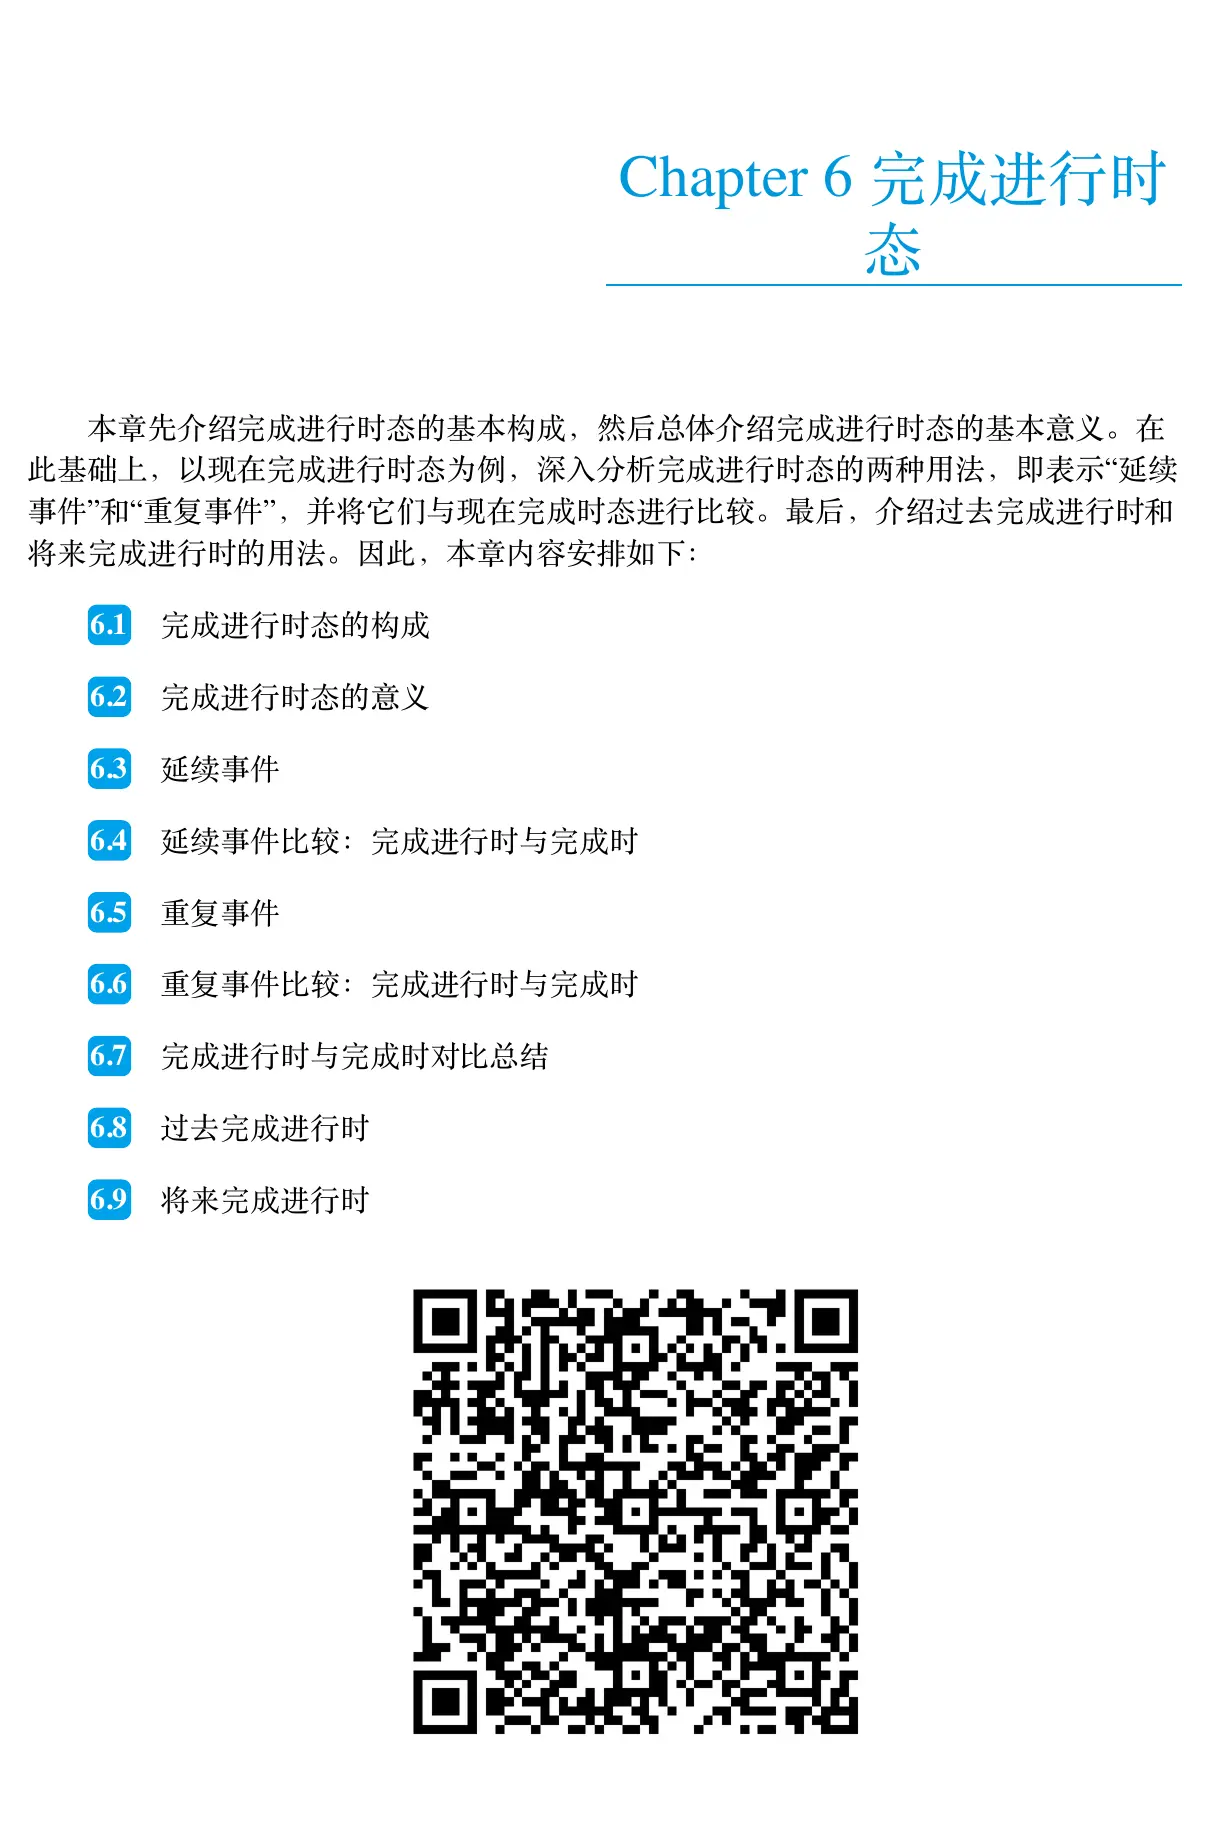 Chapter 6 完成进行时
态
本章先介绍完成进行时态的基本构成，然后总体介绍完成进行时态的基本意义。在
此基础上，以现在完成进行时态为例，深入分析完成进行时态的两种用法，即表示“延续
事件”和“重复事件”，并将它们与现在完成时态进行比较。最后，介绍过去完成进行时和
将来完成进行时的用法。因此，本章内容安排如下：
6.1 完成进行时态的构成
6.2 完成进行时态的意义
6.3 延续事件
6.4 延续事件比较：完成进行时与完成时
6.5 重复事件
6.6 重复事件比较：完成进行时与完成时
6.7 完成进行时与完成时对比总结
6.8 过去完成进行时
6.9 将来完成进行时